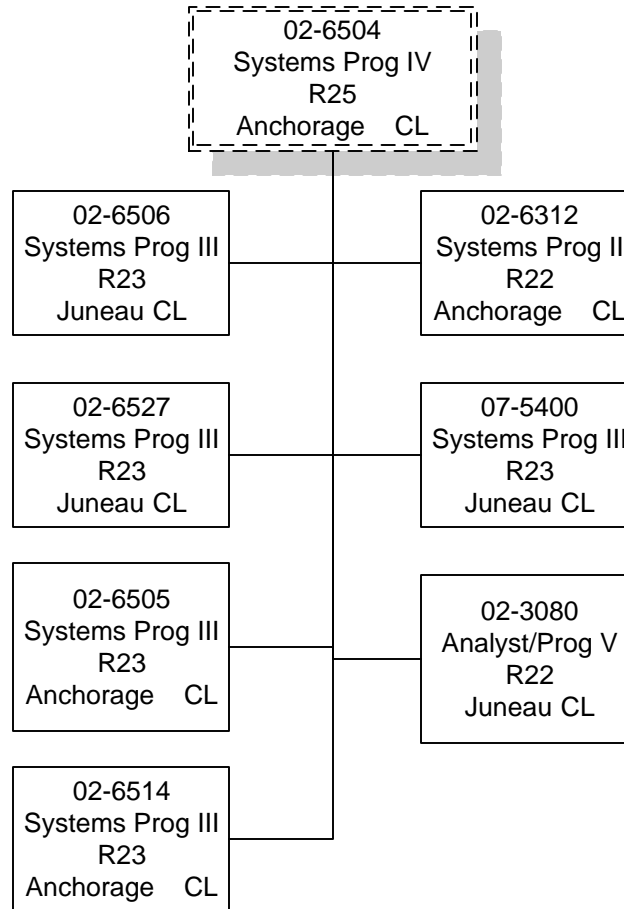 02-6504
Systems Prog IV
R25
Anchorage CL
02-6506
Systems Prog III
R23
Juneau CL
02-6312
Systems Prog II
R22
Anchorage CL
02-6527
Systems Prog III
R23
Juneau CL
07-5400
Systems Prog III
R23
Juneau CL
02-6505
Systems Prog III
R23
Anchorage CL
02-3080
Analyst/Prog V
R22
Juneau CL
02-6514
Systems Prog III
R23
Anchorage CL